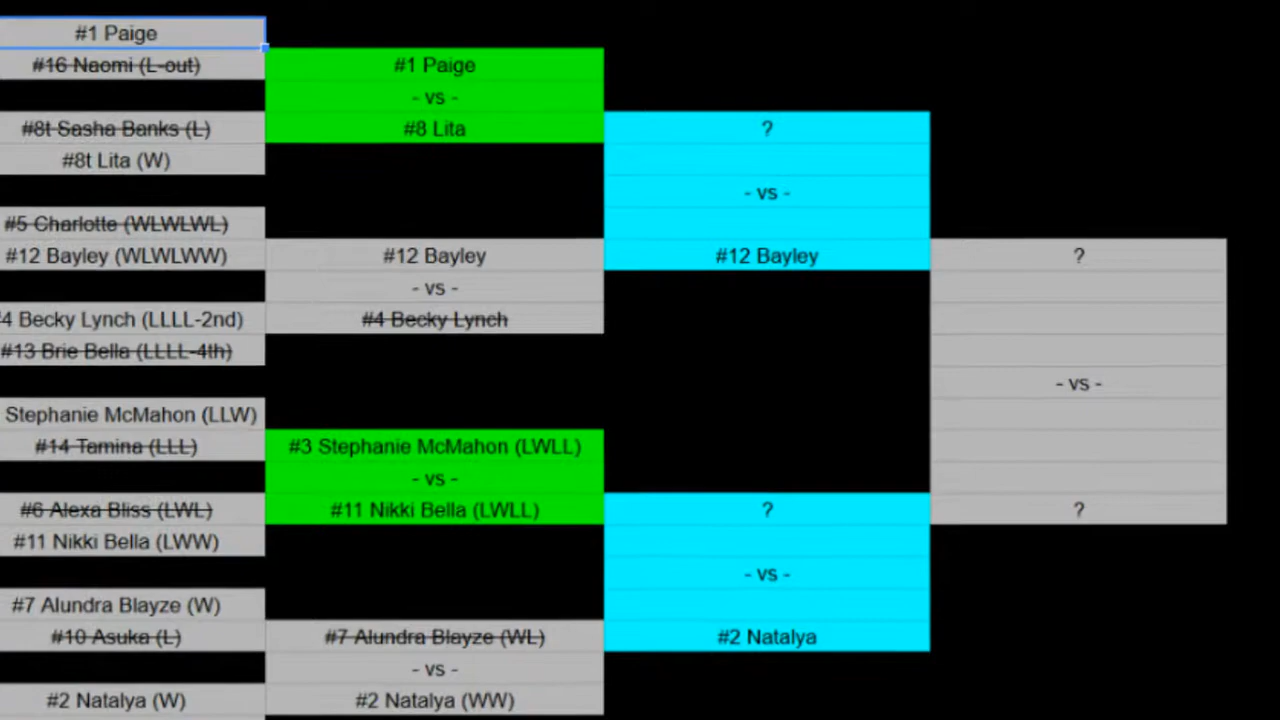 #1 Paige
#16 Naomi (L-out)
#8t Sasha Banks (L)
#8t Lita (W)
#5 Charlotte (WLWLWL)
#12 Bayley (WLWLWW)
#4 Becky Lynch (LLLL-2nd)
#13 Brie Bella (LLLL-4th)
Stephanie McMahon (LLW)
#14 Tamina (LLL)
#6 Alexa Bliss (LWL)
#11 Nikki Bella (LWW)
#7 Alundra Blayze (W)
#10 Asuka (L)
#2 Natalya (W)
#1 Paige
- vs -
#8 Lita
#12 Bayley
- vs -
#4 Becky Lynch
#3 Stephanie McMahon (LWLL)
- vs -
#11 Nikki Bella (LWLL)
#7 Alundra Blayze (WL)
- vs -
#2 Natalya (WW)
?
- vs -
#12 Bayley
?
- vs -
#2 Natalya
?
- vs -
?